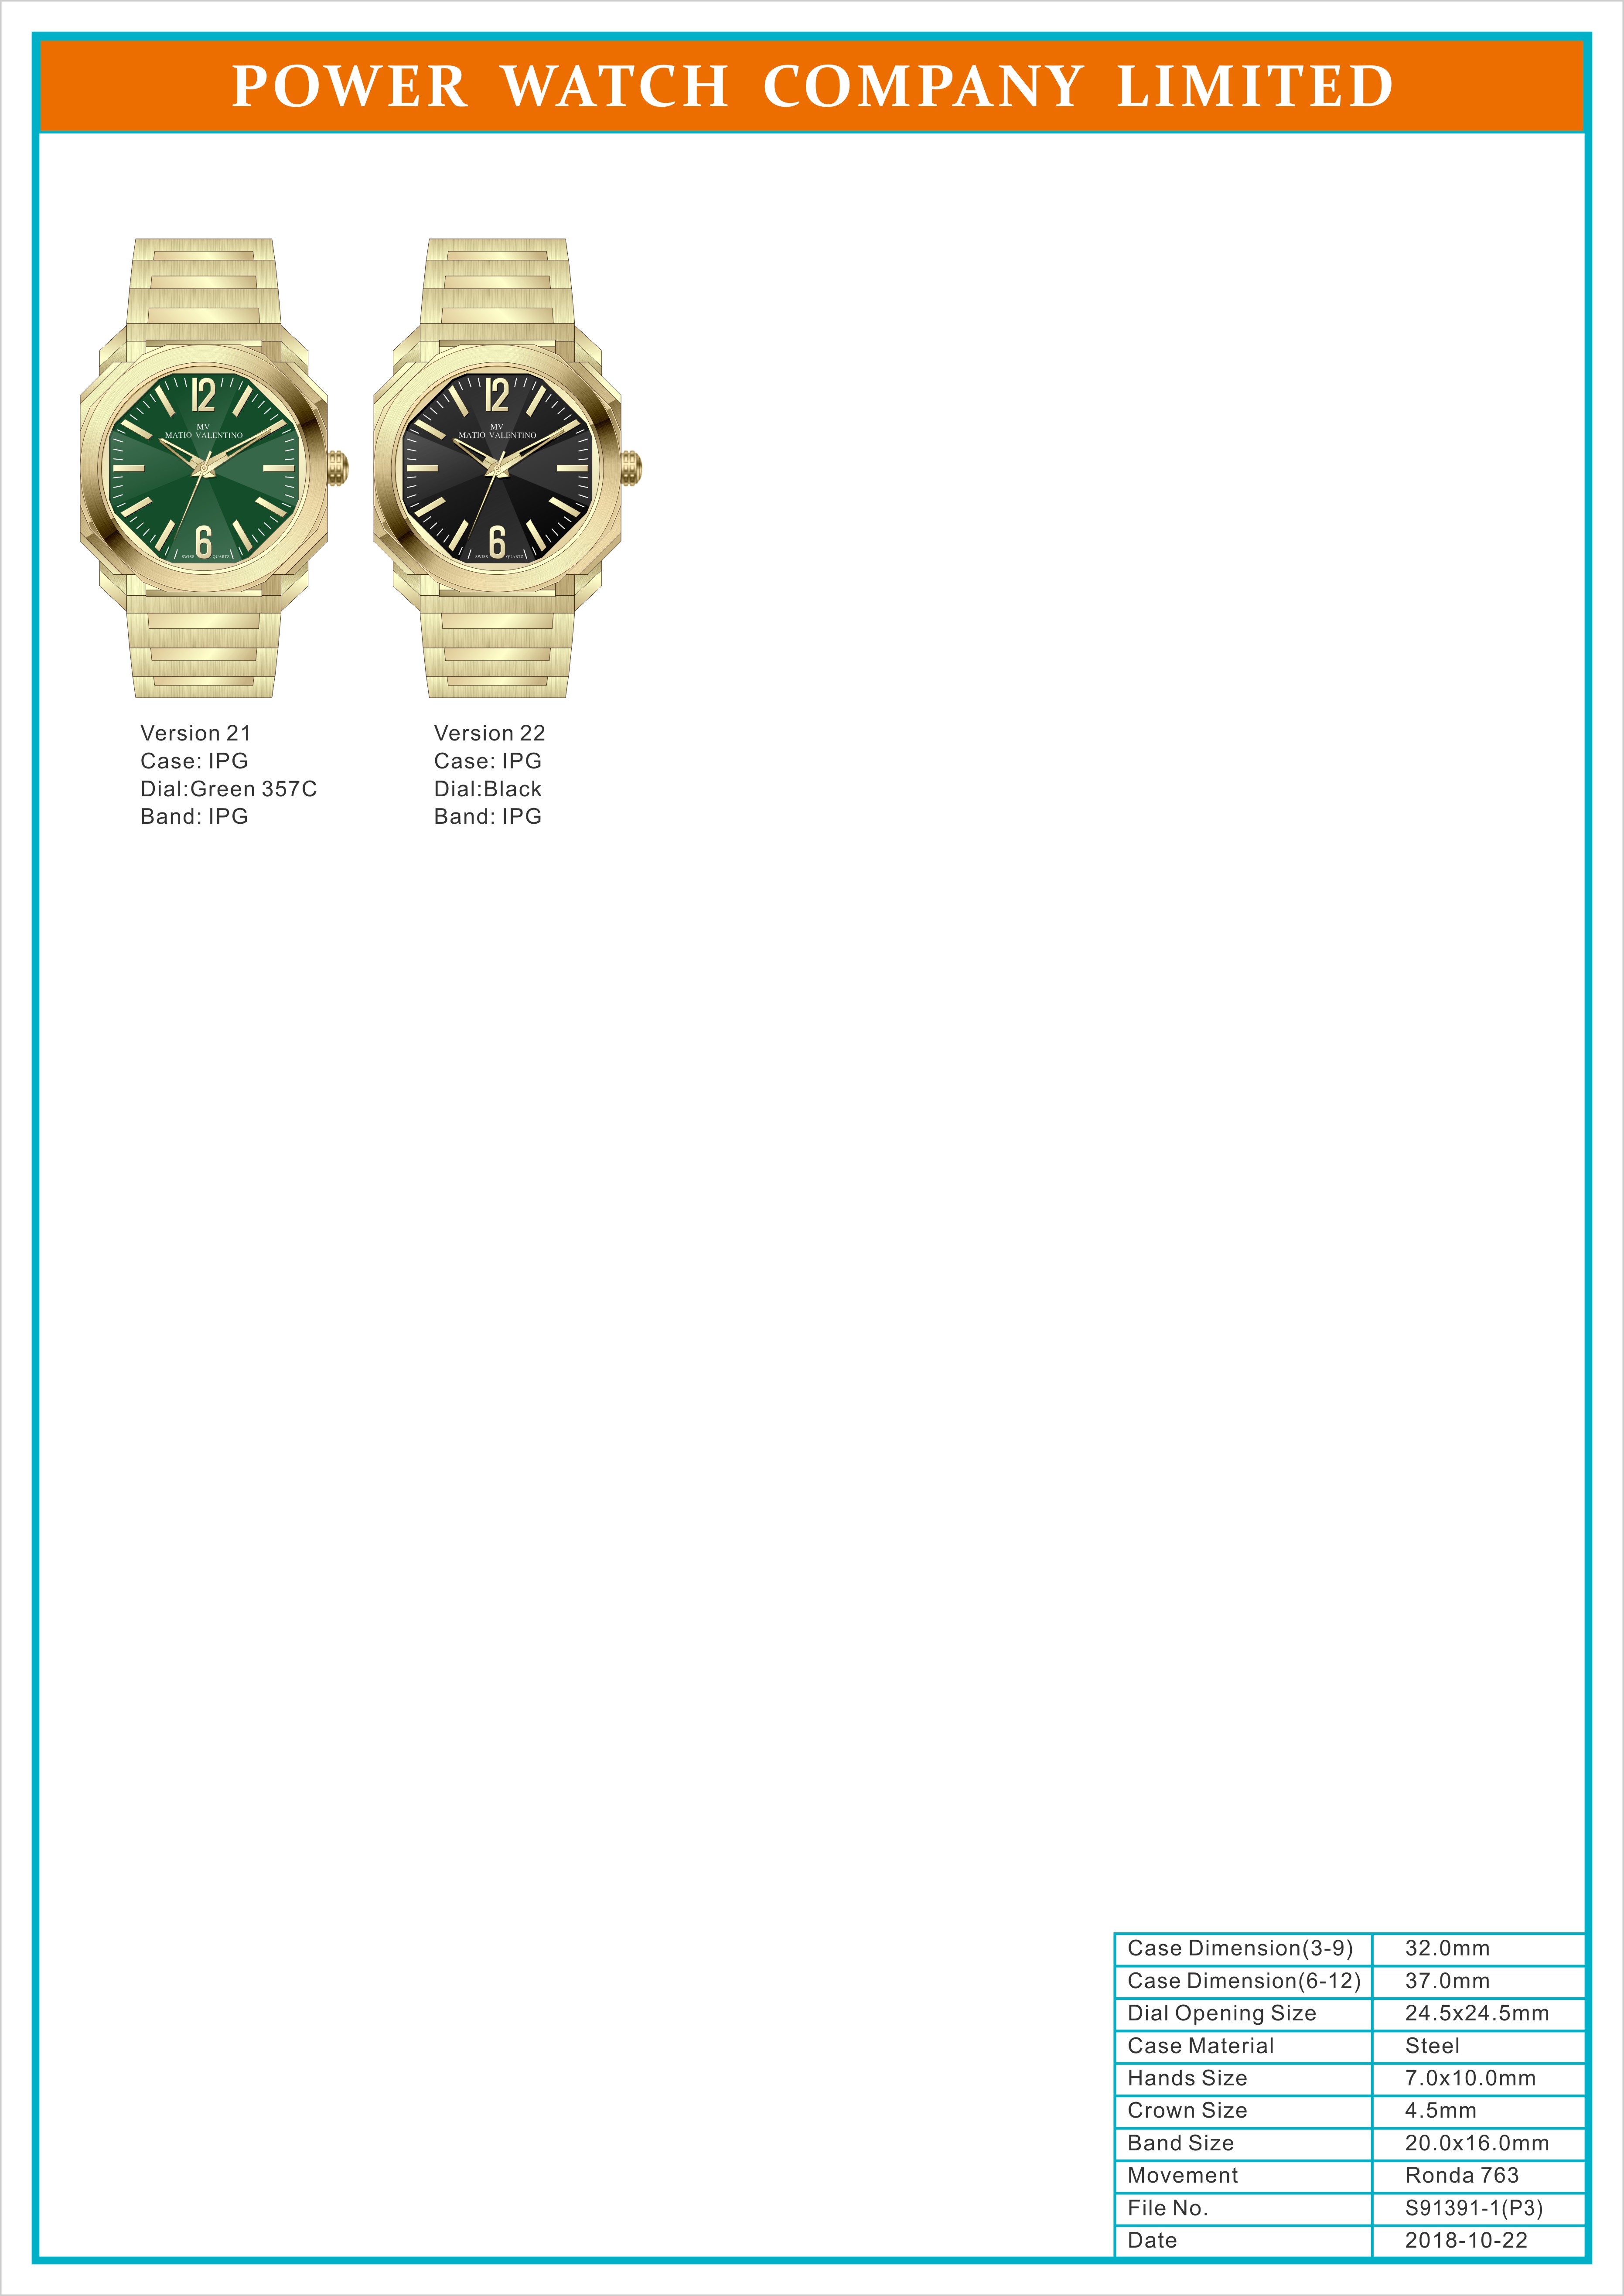 POWER WATCH COMPANY LIMITED
12
MV
MATIO VALENTINO
6
SWISS QUARTZ
12
MV
MATIO VALENTINO
6
SWISS QUARTZ
Version 21
Case: IPG
Dial:Green 357C
Band: IPG
Version 22
Case: IPG
Dial:Black
Band: IPG
Case Dimension(3-9) 32.0mm
Case Dimension(6-12) 37.0mm
Dial Opening Size 24.5x24.5mm
Case Material Steel
Hands Size 7.0x10.0mm
Crown Size 4.5mm
Band Size 20.0x16.0mm
Movement Ronda 763
File No. S91391-1(P3)
Date 2018-10-22